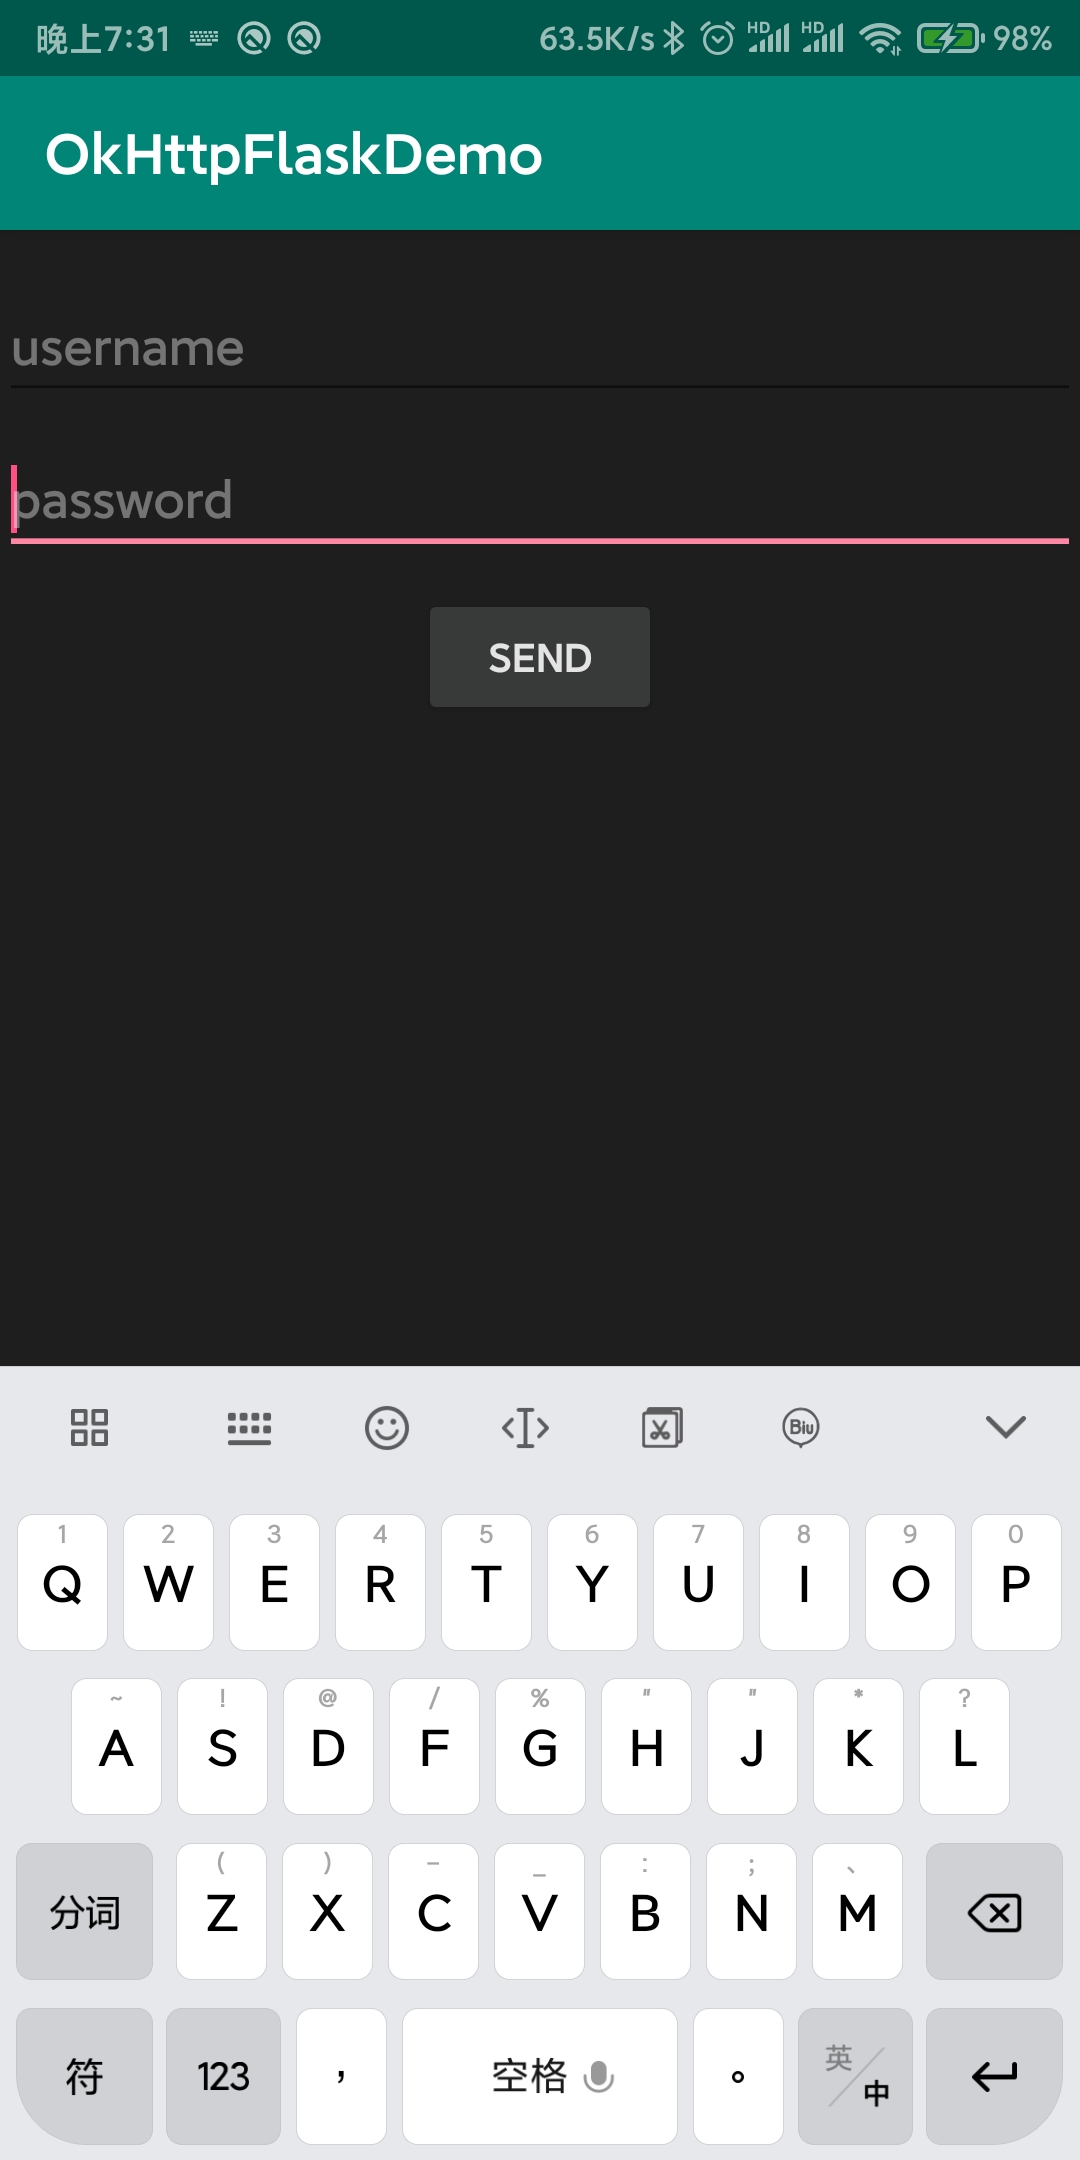 晚上7:31 63.5K/s HD HD 98%
OkHttpFlaskDemo
username
password
SEND
Biu
1 2 3 4 5 6 7 8 9 0
Q W E R T Y U I O P
~ ! @ / % " " * ?
A S D F G H J K L
( ) - _ : ; 、
分词 Z X C V B N M
符 123 , 空格 。 英/中